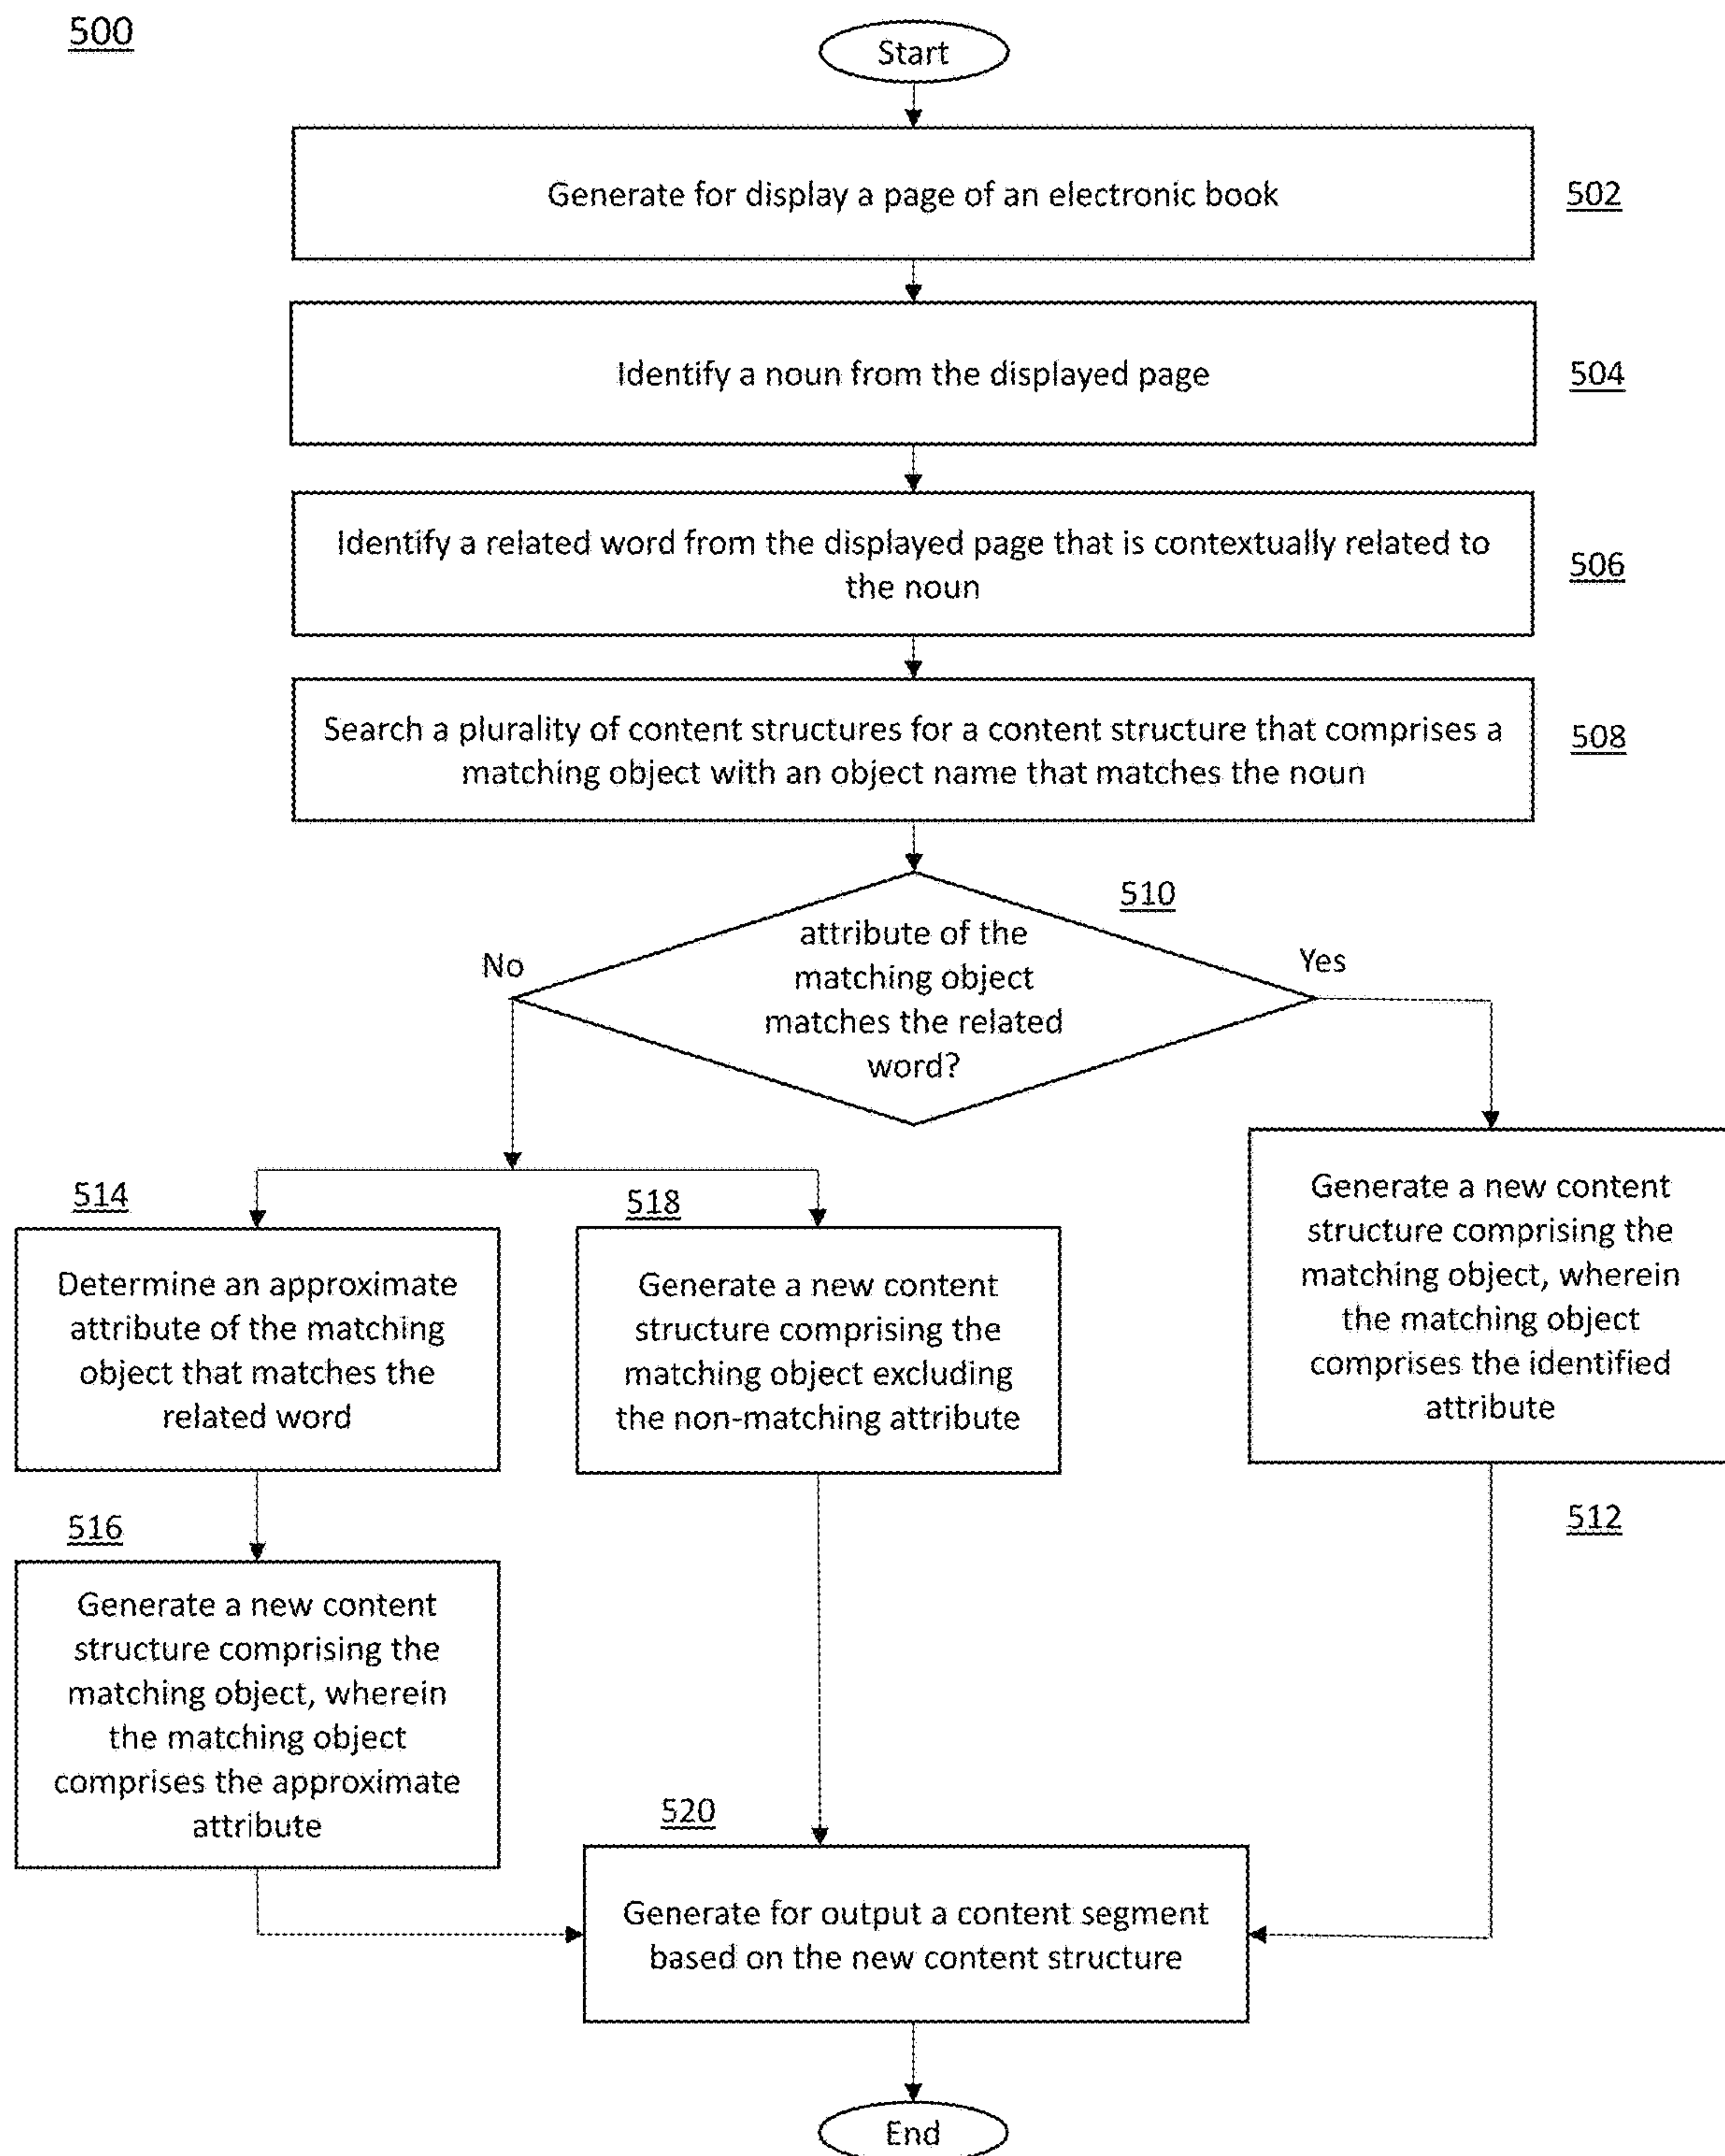 500
Start
Generate for display a page of an electronic book
502
Identify a noun from the displayed page
504
Identify a related word from the displayed page that is contextually related to
the noun
506
Search a plurality of content structures for a content structure that comprises a
matching object with an object name that matches the noun
508
510
attribute of the
matching object
matches the related
word?
No
Yes
514
Determine an approximate
attribute of the matching
object that matches the
related word
518
Generate a new content
structure comprising the
matching object excluding
the non-matching attribute
Generate a new content
structure comprising the
matching object, wherein
the matching object
comprises the identified
attribute
512
516
Generate a new content
structure comprising the
matching object, wherein
the matching object
comprises the approximate
attribute
520
Generate for output a content segment
based on the new content structure
End